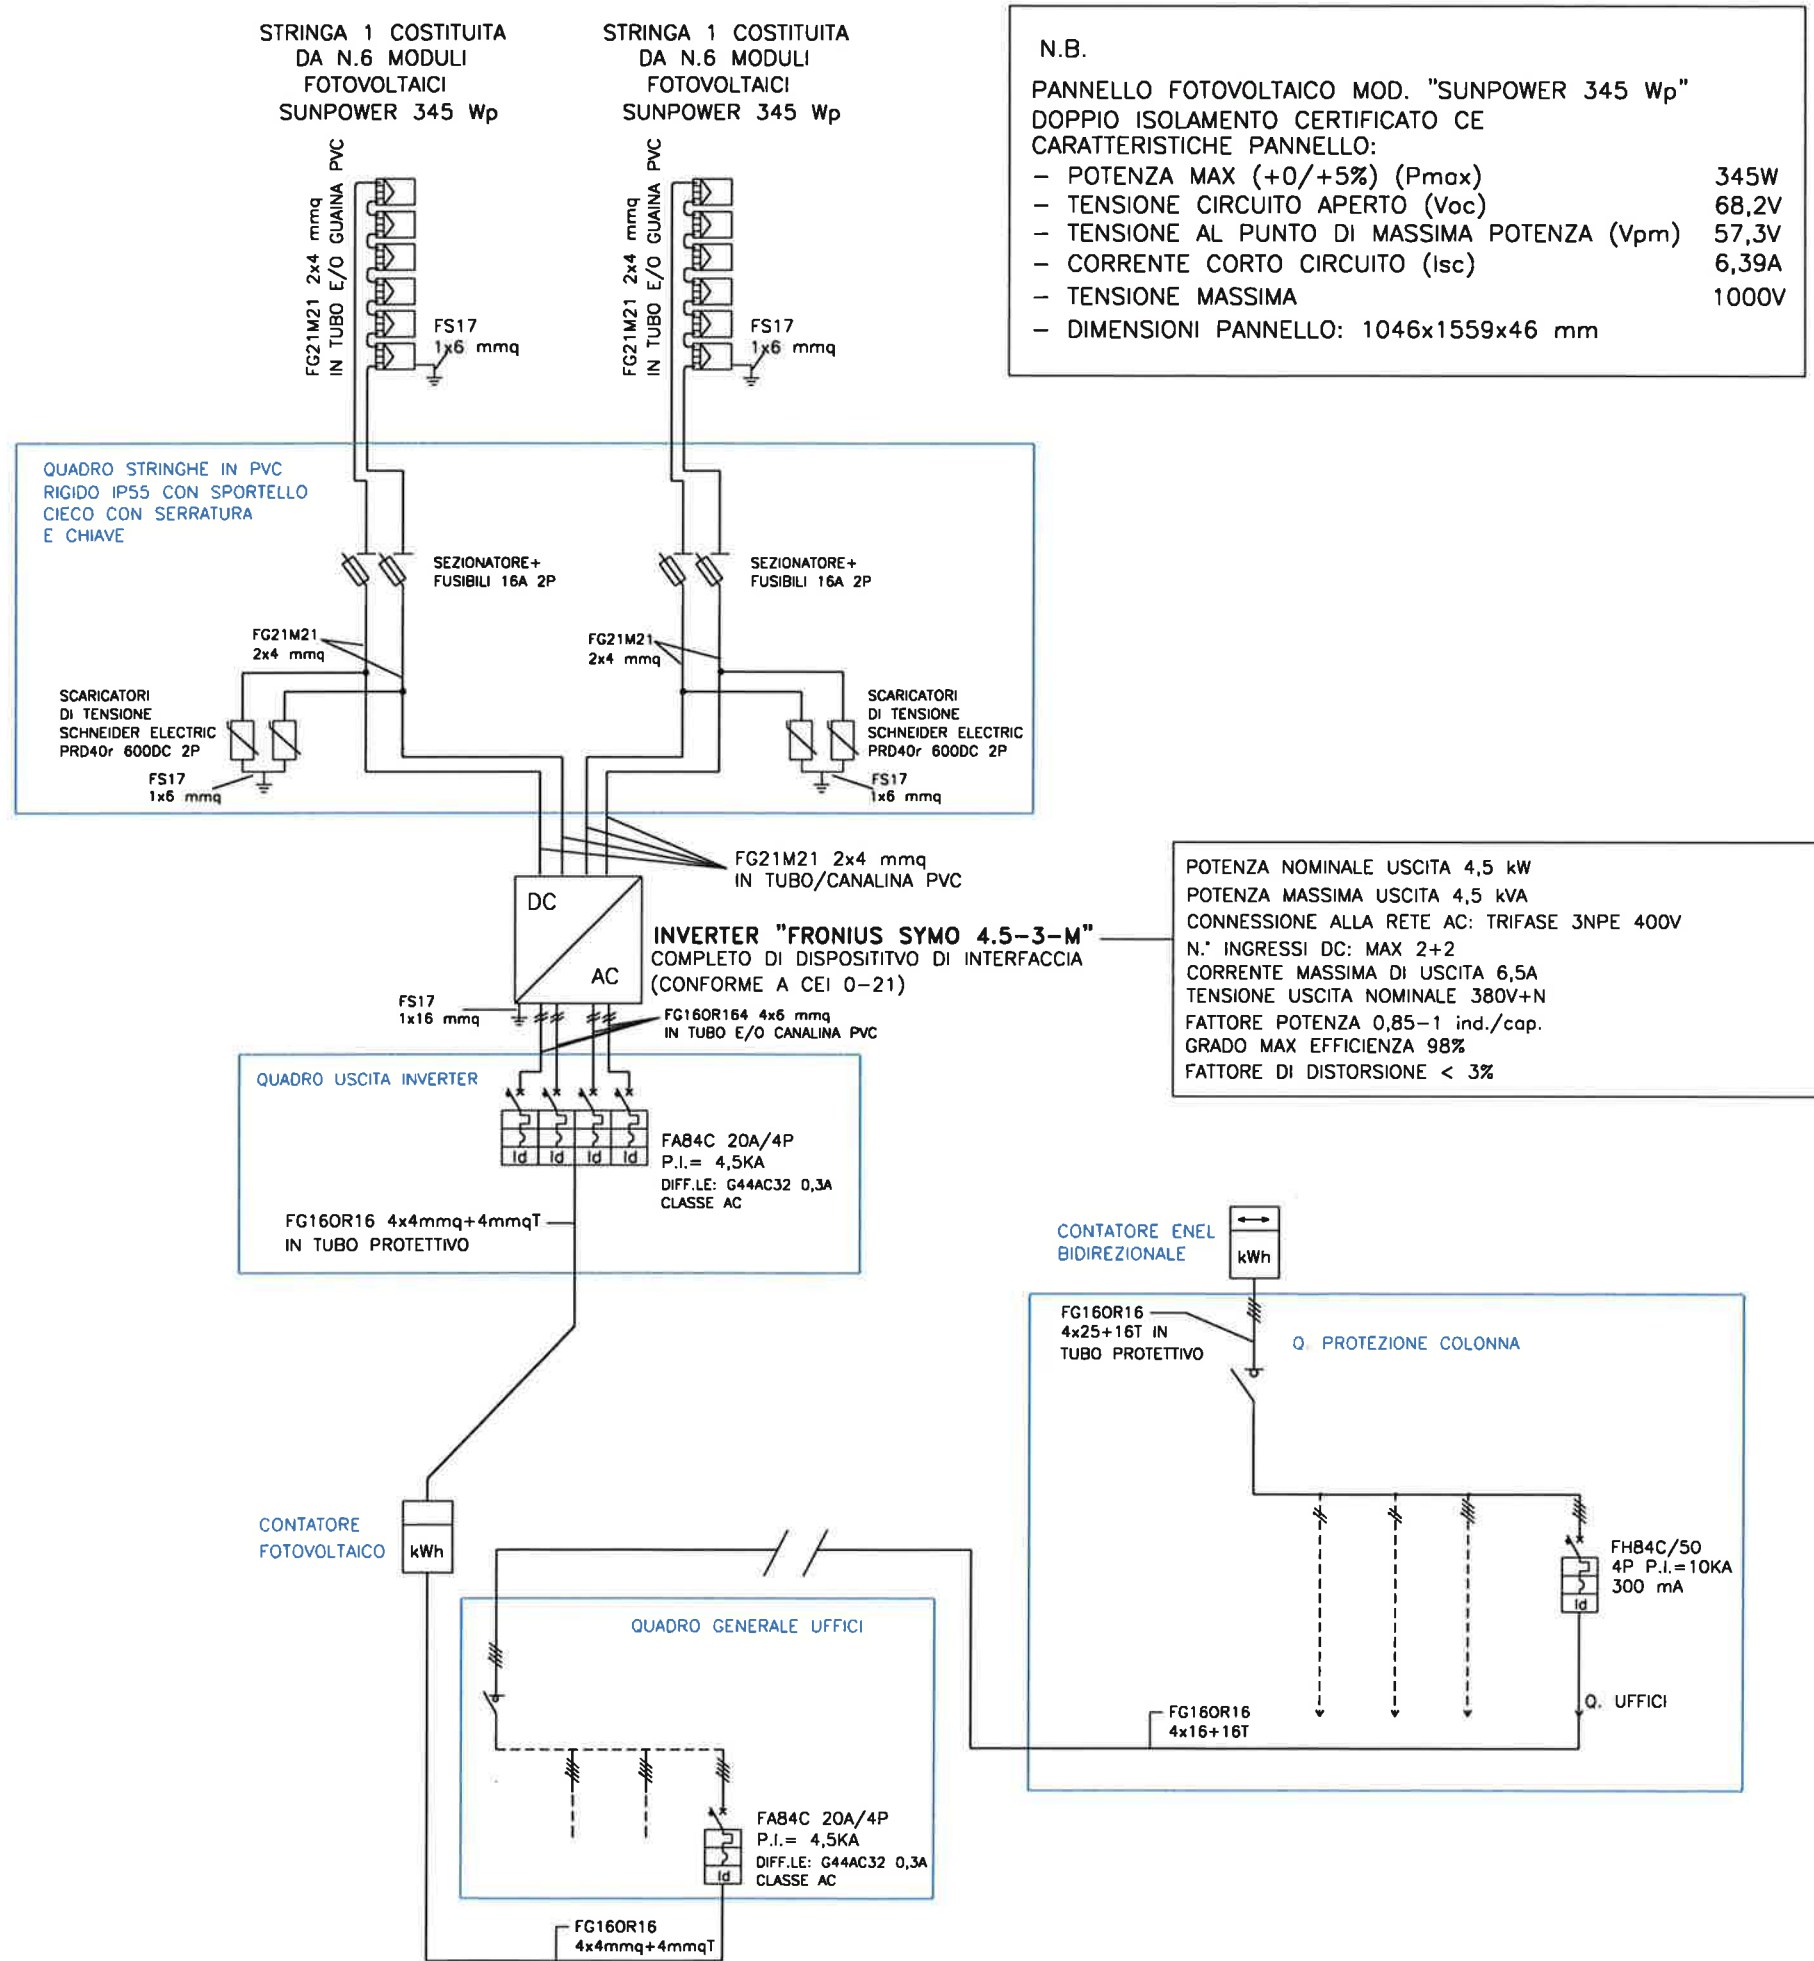 STRINGA 1 COSTITUITA
DA N.6 MODULI
FOTOVOLTAICI
SUNPOWER 345 Wp
STRINGA 1 COSTITUITA
DA N.6 MODULI
FOTOVOLTAICI
SUNPOWER 345 Wp
N.B.
PANNELLO FOTOVOLTAICO MOD. "SUNPOWER 345 Wp"
DOPPIO ISOLAMENTO CERTIFICATO CE
CARATTERISTICHE PANNELLO:
– POTENZA MAX (+0/+5%) (Pmax) 345W
– TENSIONE CIRCUITO APERTO (Voc) 68,2V
– TENSIONE AL PUNTO DI MASSIMA POTENZA (Vpm) 57,3V
– CORRENTE CORTO CIRCUITO (Isc) 6,39A
– TENSIONE MASSIMA 1000V
– DIMENSIONI PANNELLO: 1046x1559x46 mm
FG21M21 2x4 mmq
IN TUBO E/O GUAINA PVC
FS17
1x6 mmq
FG21M21 2x4 mmq
IN TUBO E/O GUAINA PVC
FS17
1x6 mmq
QUADRO STRINGHE IN PVC
RIGIDO IP55 CON SPORTELLO
CIECO CON SERRATURA
E CHIAVE
SEZIONATORE+
FUSIBILI 16A 2P
SEZIONATORE+
FUSIBILI 16A 2P
FG21M21
2x4 mmq
FG21M21
2x4 mmq
SCARICATORI
DI TENSIONE
SCHNEIDER ELECTRIC
PRD40r 600DC 2P
FS17
1x6 mmq
SCARICATORI
DI TENSIONE
SCHNEIDER ELECTRIC
PRD40r 600DC 2P
FS17
1x6 mmq
FG21M21 2x4 mmq
IN TUBO/CANALINA PVC
DC
AC
INVERTER "FRONIUS SYMO 4.5–3–M"
COMPLETO DI DISPOSITITVO DI INTERFACCIA
(CONFORME A CEI 0–21)
POTENZA NOMINALE USCITA 4,5 kW
POTENZA MASSIMA USCITA 4,5 kVA
CONNESSIONE ALLA RETE AC: TRIFASE 3NPE 400V
N.° INGRESSI DC: MAX 2+2
CORRENTE MASSIMA DI USCITA 6,5A
TENSIONE USCITA NOMINALE 380V+N
FATTORE POTENZA 0,85–1 ind./cap.
GRADO MAX EFFICIENZA 98%
FATTORE DI DISTORSIONE < 3%
FS17
1x16 mmq
FG16OR164 4x6 mmq
IN TUBO E/O CANALINA PVC
QUADRO USCITA INVERTER
Id Id Id Id
FA84C 20A/4P
P.I.= 4,5KA
DIFF.LE: G44AC32 0,3A
CLASSE AC
FG16OR16 4x4mmq+4mmqT
IN TUBO PROTETTIVO
CONTATORE ENEL
BIDIREZIONALE
kWh
FG16OR16
4x25+16T IN
TUBO PROTETTIVO
Q. PROTEZIONE COLONNA
FH84C/50
4P P.I.=10KA
300 mA
Id
Q. UFFICI
FG16OR16
4x16+16T
CONTATORE
FOTOVOLTAICO
kWh
QUADRO GENERALE UFFICI
FA84C 20A/4P
P.I.= 4,5KA
DIFF.LE: G44AC32 0,3A
CLASSE AC
Id
FG16OR16
4x4mmq+4mmqT